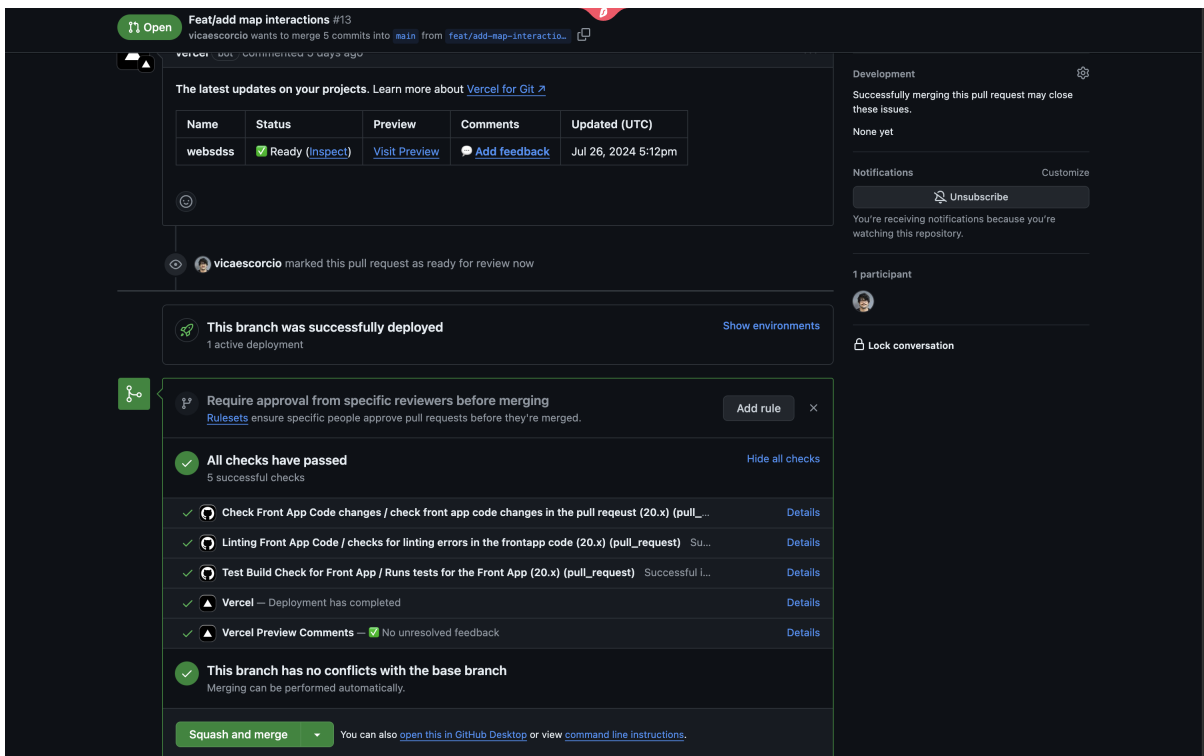 Open
Feat/add map interactions #13
vicaescorcio wants to merge 5 commits into main from feat/add-map-interactio...
vercel bot commented 5 days ago
The latest updates on your projects. Learn more about Vercel for Git ↗
Name Status Preview Comments Updated (UTC)
websdss ✅ Ready (Inspect) Visit Preview 💬 Add feedback Jul 26, 2024 5:12pm
vicaescorcio marked this pull request as ready for review now
This branch was successfully deployed
1 active deployment
Show environments
Require approval from specific reviewers before merging
Rulesets ensure specific people approve pull requests before they're merged.
Add rule
All checks have passed
5 successful checks
Hide all checks
Check Front App Code changes / check front app code changes in the pull reqeust (20.x) (pull_... Details
Linting Front App Code / checks for linting errors in the frontapp code (20.x) (pull_request) Su... Details
Test Build Check for Front App / Runs tests for the Front App (20.x) (pull_request) Successful i... Details
Vercel — Deployment has completed Details
Vercel Preview Comments — ✅ No unresolved feedback Details
This branch has no conflicts with the base branch
Merging can be performed automatically.
Squash and merge
You can also open this in GitHub Desktop or view command line instructions.
Development
Successfully merging this pull request may close
these issues.
None yet
Notifications
Customize
Unsubscribe
You're receiving notifications because you're
watching this repository.
1 participant
Lock conversation